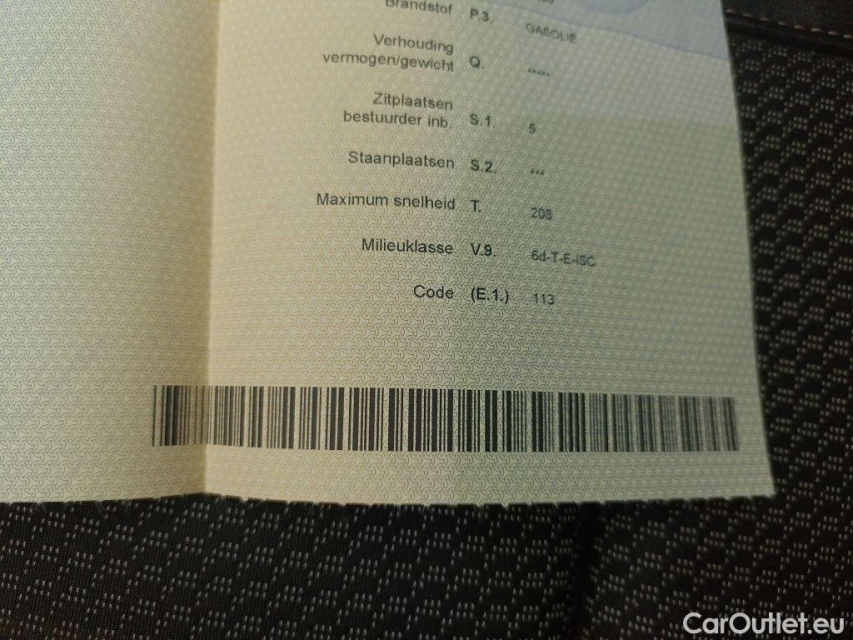 Brandstof P.3. GASOLIE
Verhouding
vermogen/gewicht Q. -----
Zitplaatsen
bestuurder inb. S.1. 5
Staanplaatsen S.2. ---
Maximum snelheid T. 208
Milieuklasse V.9. 6d-T-E-ISC
Code (E.1.) 113
CarOutlet.eu